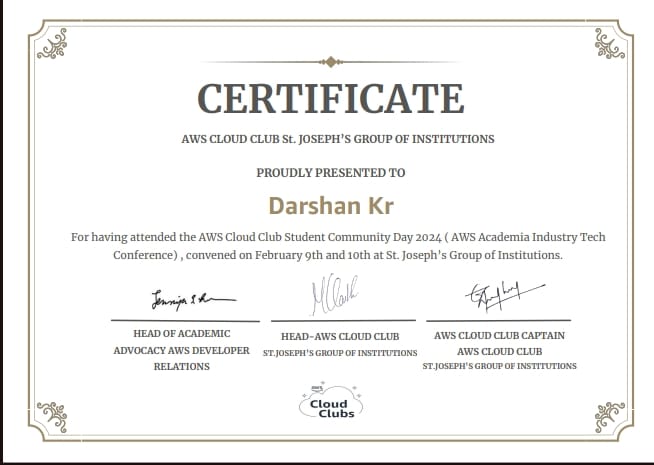 CERTIFICATE
AWS CLOUD CLUB St. JOSEPH'S GROUP OF INSTITUTIONS
PROUDLY PRESENTED TO
Darshan Kr
For having attended the AWS Cloud Club Student Community Day 2024 ( AWS Academia Industry Tech
Conference) , convened on February 9th and 10th at St. Joseph's Group of Institutions.
HEAD OF ACADEMIC
ADVOCACY AWS DEVELOPER
RELATIONS
HEAD-AWS CLOUD CLUB
ST.JOSEPH'S GROUP OF INSTITUTIONS
AWS CLOUD CLUB CAPTAIN
AWS CLOUD CLUB
ST.JOSEPH'S GROUP OF INSTITUTIONS
aws
Cloud
Clubs